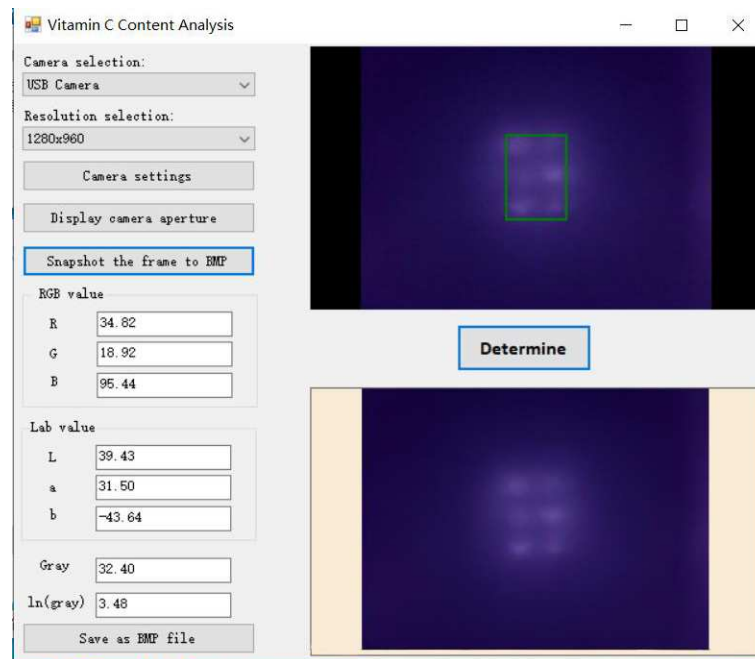 Vitamin C Content Analysis
Camera selection:
USB Camera
Resolution selection:
1280x960
Camera settings
Display camera aperture
Snapshot the frame to BMP
RGB value
R 34.82
G 18.92
B 95.44
Determine
Lab value
L 39.43
a 31.50
b -43.64
Gray 32.40
ln(gray) 3.48
Save as BMP file